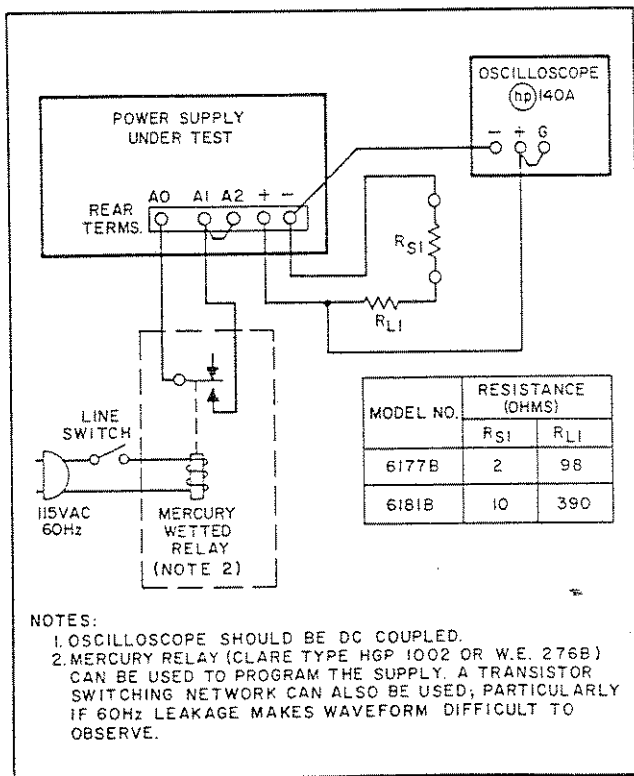 OSCILLOSCOPE
hp 140A
- + G
POWER SUPPLY
UNDER TEST
A0 A1 A2 + -
REAR
TERMS.
RS1
RL1
LINE
SWITCH
115VAC
60Hz
MERCURY
WETTED
RELAY
(NOTE 2)
MODEL NO. RESISTANCE
(OHMS)
RS1 RL1
6177B 2 98
6181B 10 390
NOTES:
1. OSCILLOSCOPE SHOULD BE DC COUPLED.
2. MERCURY RELAY (CLARE TYPE HGP 1002 OR W.E. 276B)
CAN BE USED TO PROGRAM THE SUPPLY. A TRANSISTOR
SWITCHING NETWORK CAN ALSO BE USED; PARTICULARLY
IF 60Hz LEAKAGE MAKES WAVEFORM DIFFICULT TO
OBSERVE.